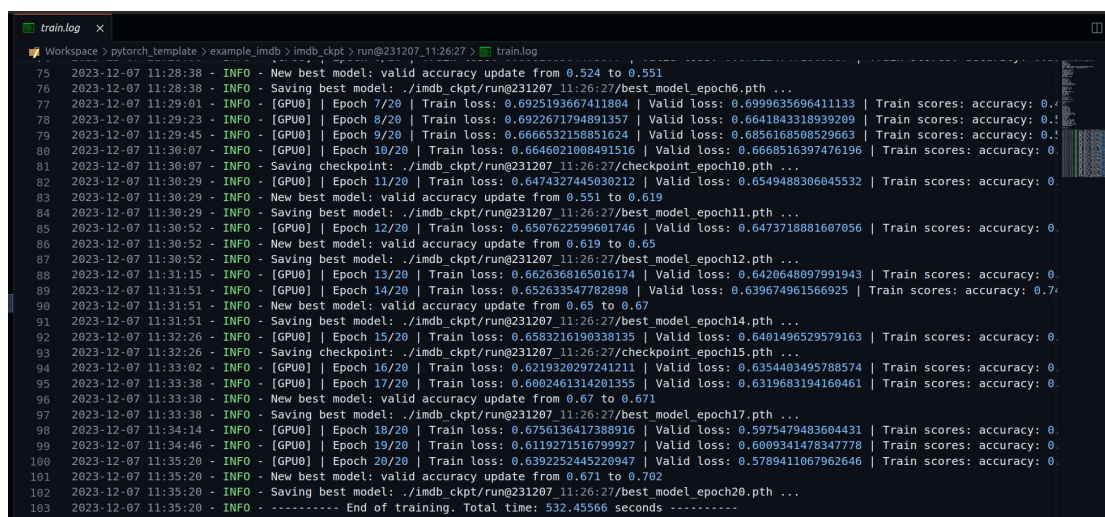 train.log
Workspace > pytorch_template > example_imdb > imdb_ckpt > run@231207_11:26:27 > train.log
75 2023-12-07 11:28:38 - INFO - New best model: valid accuracy update from 0.524 to 0.551
76 2023-12-07 11:28:38 - INFO - Saving best model: ./imdb_ckpt/run@231207_11:26:27/best_model_epoch6.pth ...
77 2023-12-07 11:29:01 - INFO - [GPU0] | Epoch 7/20 | Train loss: 0.6925193667411804 | Valid loss: 0.6999635696411133 | Train scores: accuracy: 0.4
78 2023-12-07 11:29:23 - INFO - [GPU0] | Epoch 8/20 | Train loss: 0.6922671794891357 | Valid loss: 0.6641843318939209 | Train scores: accuracy: 0.5
79 2023-12-07 11:29:45 - INFO - [GPU0] | Epoch 9/20 | Train loss: 0.6666532158851624 | Valid loss: 0.6856168508529663 | Train scores: accuracy: 0.5
80 2023-12-07 11:30:07 - INFO - [GPU0] | Epoch 10/20 | Train loss: 0.6646021008491516 | Valid loss: 0.6668516397476196 | Train scores: accuracy: 0.
81 2023-12-07 11:30:07 - INFO - Saving checkpoint: ./imdb_ckpt/run@231207_11:26:27/checkpoint_epoch10.pth ...
82 2023-12-07 11:30:29 - INFO - [GPU0] | Epoch 11/20 | Train loss: 0.6474327445030212 | Valid loss: 0.6549488306045532 | Train scores: accuracy: 0.
83 2023-12-07 11:30:29 - INFO - New best model: valid accuracy update from 0.551 to 0.619
84 2023-12-07 11:30:29 - INFO - Saving best model: ./imdb_ckpt/run@231207_11:26:27/best_model_epoch11.pth ...
85 2023-12-07 11:30:52 - INFO - [GPU0] | Epoch 12/20 | Train loss: 0.6507622599601746 | Valid loss: 0.6473718881607056 | Train scores: accuracy: 0.
86 2023-12-07 11:30:52 - INFO - New best model: valid accuracy update from 0.619 to 0.65
87 2023-12-07 11:30:52 - INFO - Saving best model: ./imdb_ckpt/run@231207_11:26:27/best_model_epoch12.pth ...
88 2023-12-07 11:31:15 - INFO - [GPU0] | Epoch 13/20 | Train loss: 0.6626368165016174 | Valid loss: 0.6420648097991943 | Train scores: accuracy: 0.
89 2023-12-07 11:31:51 - INFO - [GPU0] | Epoch 14/20 | Train loss: 0.652633547782898 | Valid loss: 0.639674961566925 | Train scores: accuracy: 0.74
90 2023-12-07 11:31:51 - INFO - New best model: valid accuracy update from 0.65 to 0.67
91 2023-12-07 11:31:51 - INFO - Saving best model: ./imdb_ckpt/run@231207_11:26:27/best_model_epoch14.pth ...
92 2023-12-07 11:32:26 - INFO - [GPU0] | Epoch 15/20 | Train loss: 0.6583216190338135 | Valid loss: 0.6401496529579163 | Train scores: accuracy: 0.
93 2023-12-07 11:32:26 - INFO - Saving checkpoint: ./imdb_ckpt/run@231207_11:26:27/checkpoint_epoch15.pth ...
94 2023-12-07 11:33:02 - INFO - [GPU0] | Epoch 16/20 | Train loss: 0.6219320297241211 | Valid loss: 0.6354403495788574 | Train scores: accuracy: 0.
95 2023-12-07 11:33:38 - INFO - [GPU0] | Epoch 17/20 | Train loss: 0.6002461314201355 | Valid loss: 0.6319683194160461 | Train scores: accuracy: 0.
96 2023-12-07 11:33:38 - INFO - New best model: valid accuracy update from 0.67 to 0.671
97 2023-12-07 11:33:38 - INFO - Saving best model: ./imdb_ckpt/run@231207_11:26:27/best_model_epoch17.pth ...
98 2023-12-07 11:34:14 - INFO - [GPU0] | Epoch 18/20 | Train loss: 0.6756136417388916 | Valid loss: 0.5975479483604431 | Train scores: accuracy: 0.
99 2023-12-07 11:34:46 - INFO - [GPU0] | Epoch 19/20 | Train loss: 0.6119271516799927 | Valid loss: 0.6009341478347778 | Train scores: accuracy: 0.
100 2023-12-07 11:35:20 - INFO - [GPU0] | Epoch 20/20 | Train loss: 0.6392252445220947 | Valid loss: 0.5789411067962646 | Train scores: accuracy: 0.
101 2023-12-07 11:35:20 - INFO - New best model: valid accuracy update from 0.671 to 0.702
102 2023-12-07 11:35:20 - INFO - Saving best model: ./imdb_ckpt/run@231207_11:26:27/best_model_epoch20.pth ...
103 2023-12-07 11:35:20 - INFO - ---------- End of training. Total time: 532.45566 seconds ----------